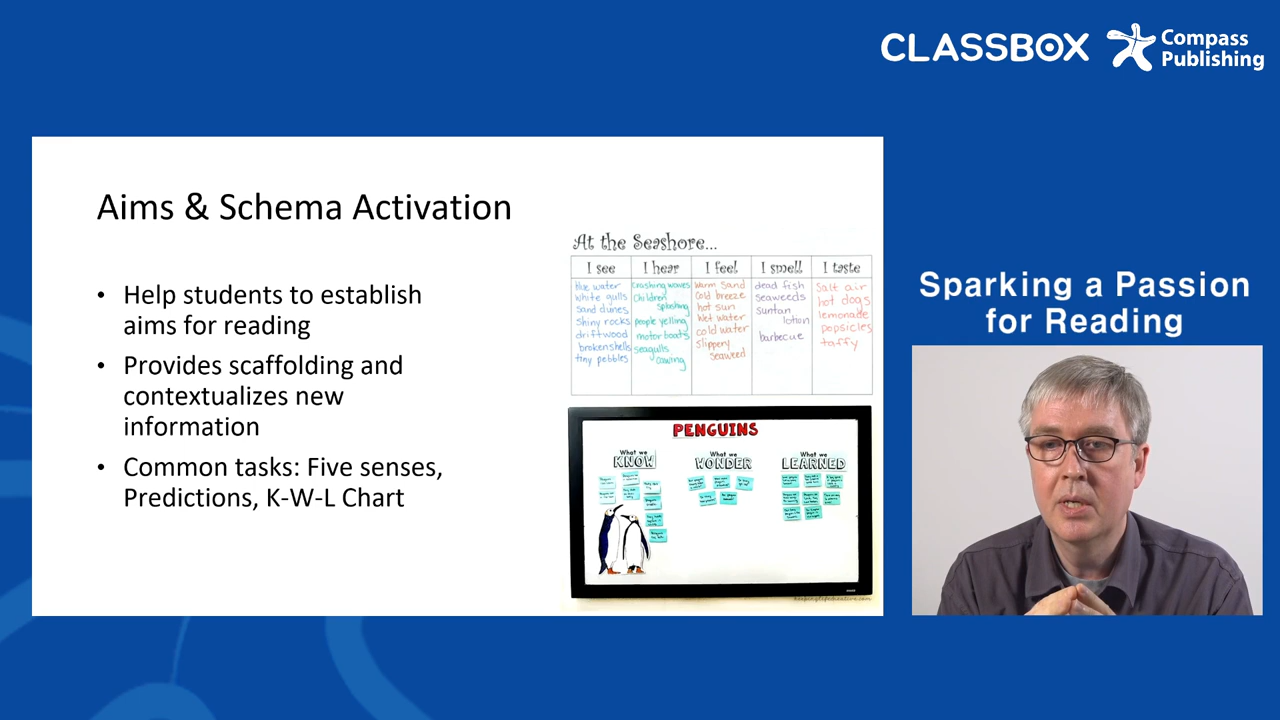 CLASSBOX
Compass
Publishing
Aims & Schema Activation
• Help students to establish
aims for reading
• Provides scaffolding and
contextualizes new
information
• Common tasks: Five senses,
Predictions, K-W-L Chart
At the Seashore...
I see
blue water
white gulls
sand dunes
shiny rocks
driftwood
broken shells
tiny pebbles
I hear
crashing waves
Children
splashing
people yelling
motor boats
seagulls
cawing
I feel
Warm sand
Cold breeze
hot sun
Wet water
cold water
slippery
seaweed
I smell
dead fish
seaweeds
suntan
lotion
barbecue
I taste
Salt air
hot dogs
lemonade
popsicles
taffy
PENGUINS
What we
KNOW
What we
WONDER
What we
LEARNED
Sparking a Passion
for Reading